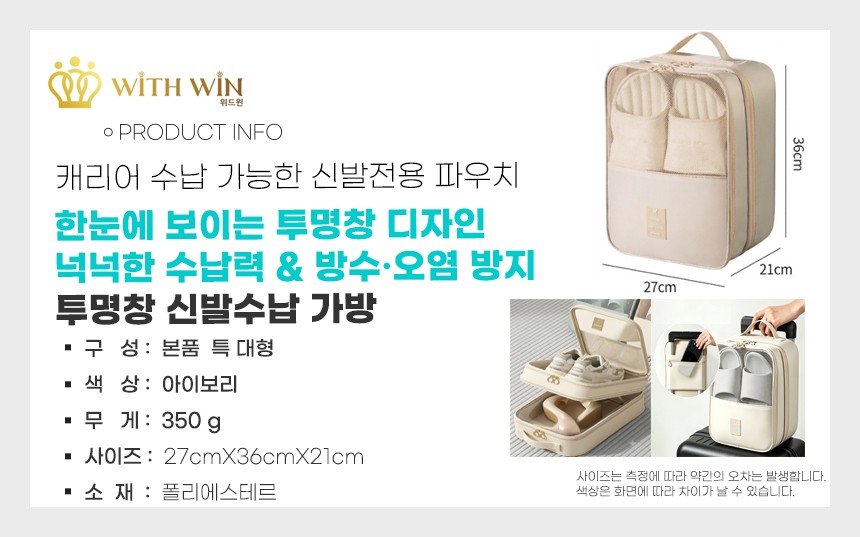 WITH WIN
위드윈
PRODUCT INFO
캐리어 수납 가능한 신발전용 파우치
한눈에 보이는 투명창 디자인
넉넉한 수납력 & 방수·오염 방지
투명창 신발수납 가방
▪ 구 성 : 본품 특 대형
▪ 색 상 : 아이보리
▪ 무 게 : 350 g
▪ 사이즈 : 27cmX36cmX21cm
▪ 소 재 : 폴리에스테르
36cm
21cm
27cm
사이즈는 측정에 따라 약간의 오차는 발생합니다.
색상은 화면에 따라 차이가 날 수 있습니다.